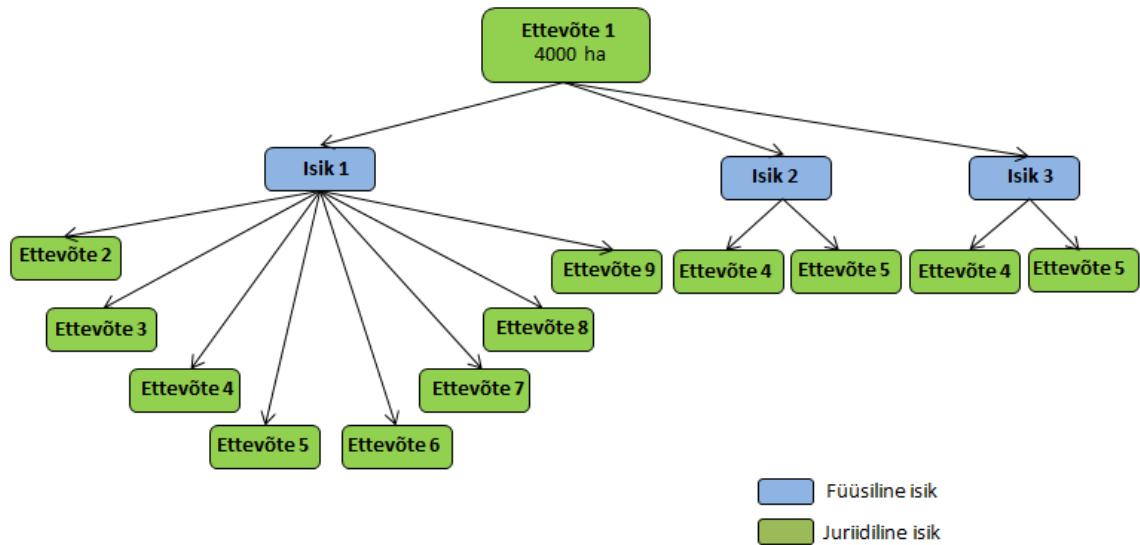 Ettevõte 1
4000 ha
Isik 1
Isik 2
Isik 3
Ettevõte 2
Ettevõte 9
Ettevõte 4
Ettevõte 5
Ettevõte 4
Ettevõte 5
Ettevõte 3
Ettevõte 8
Ettevõte 4
Ettevõte 7
Ettevõte 5
Ettevõte 6
Füüsiline isik
Juriidiline isik